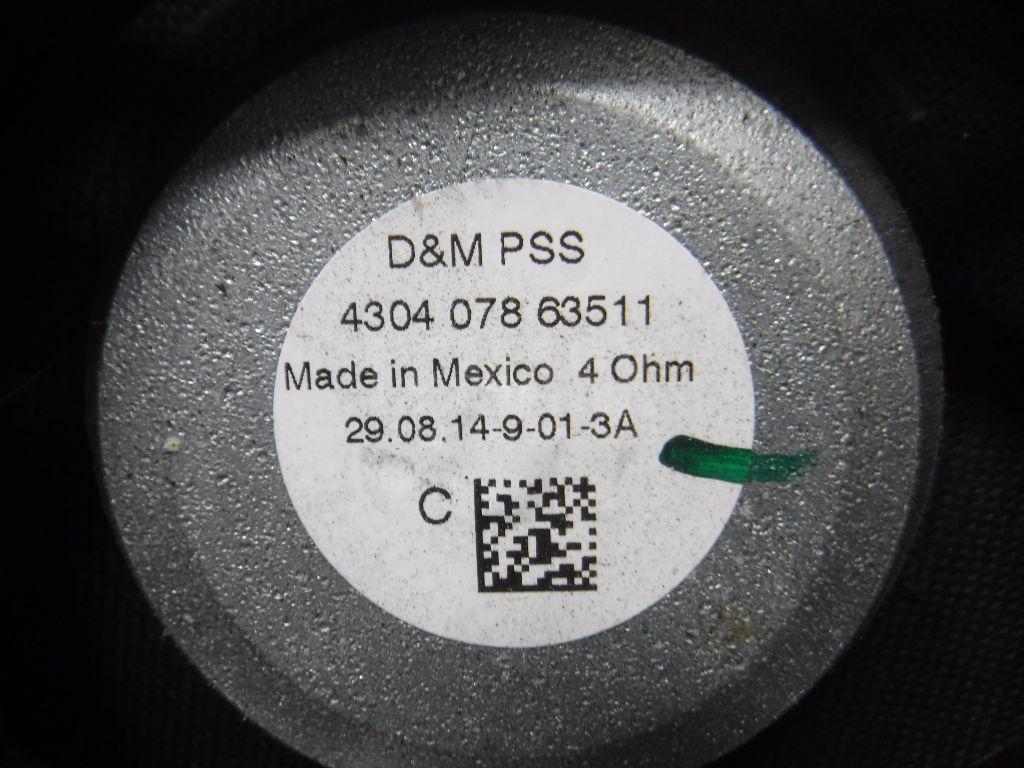 D&M PSS
4304 078 63511
Made in Mexico 4 Ohm
29.08.14-9-01-3A
C